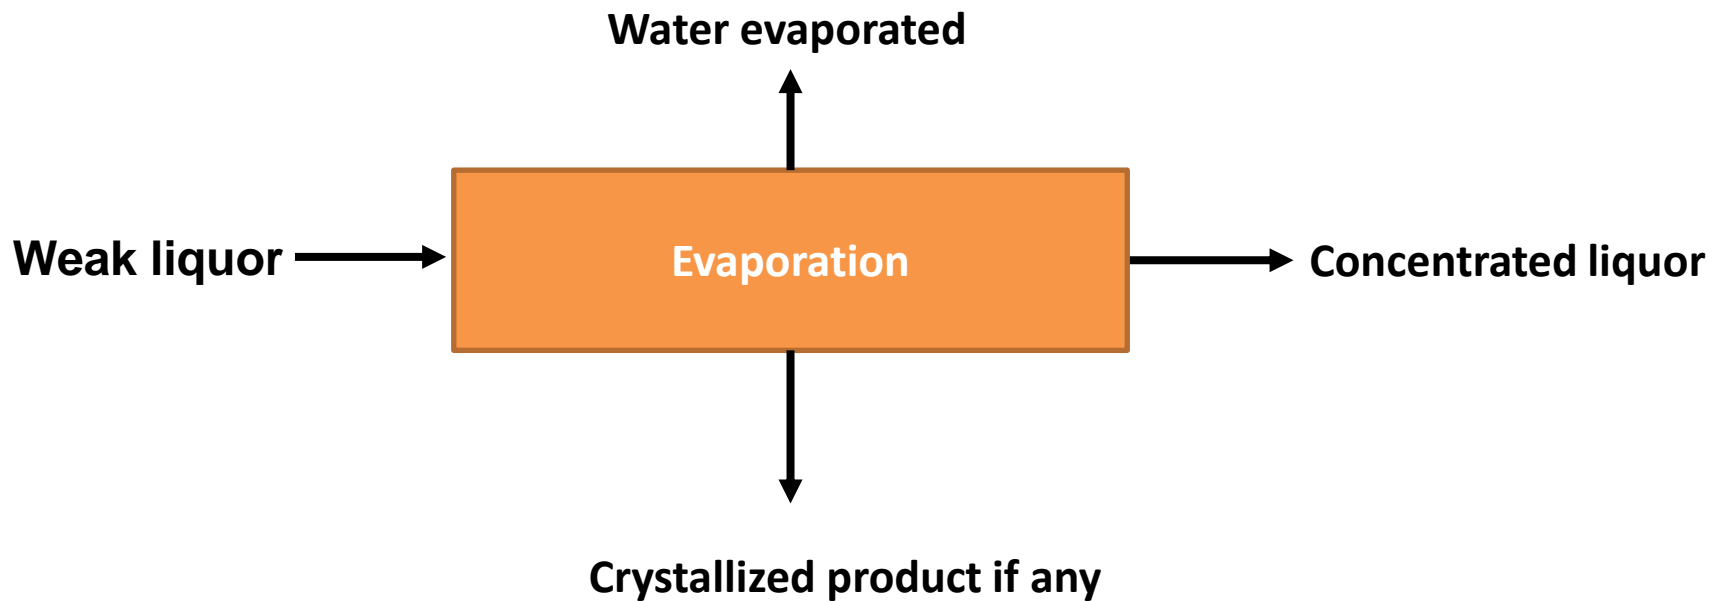 Water evaporated
Weak liquor
Evaporation
Concentrated liquor
Crystallized product if any